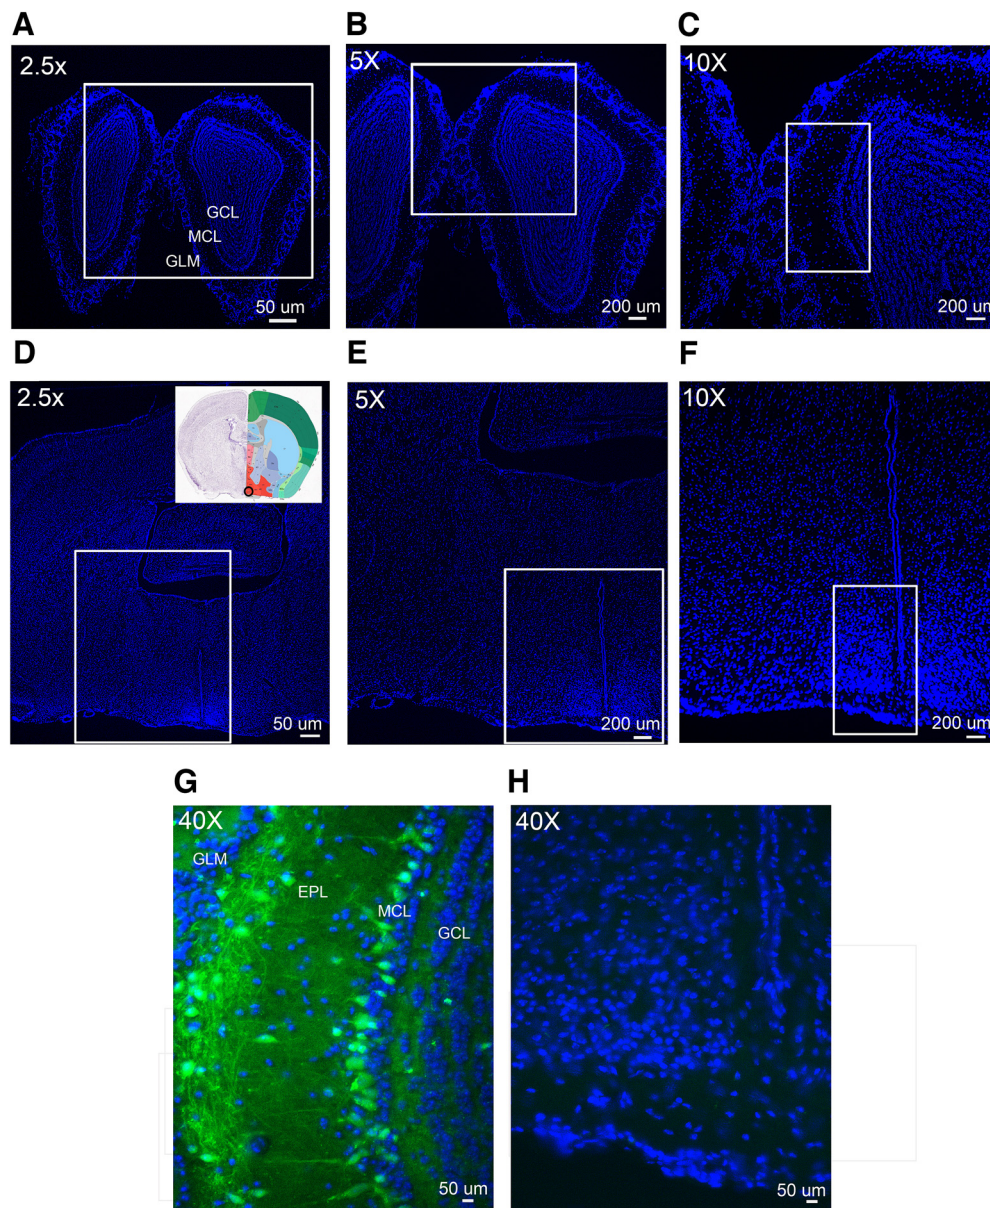 A
B
C
2.5x
5X
10X
GCL
MCL
GLM
50 um
200 um
200 um
D
E
F
2.5x
5X
10X
50 um
200 um
200 um
G
H
40X
40X
GLM
EPL
MCL
GCL
50 um
50 um